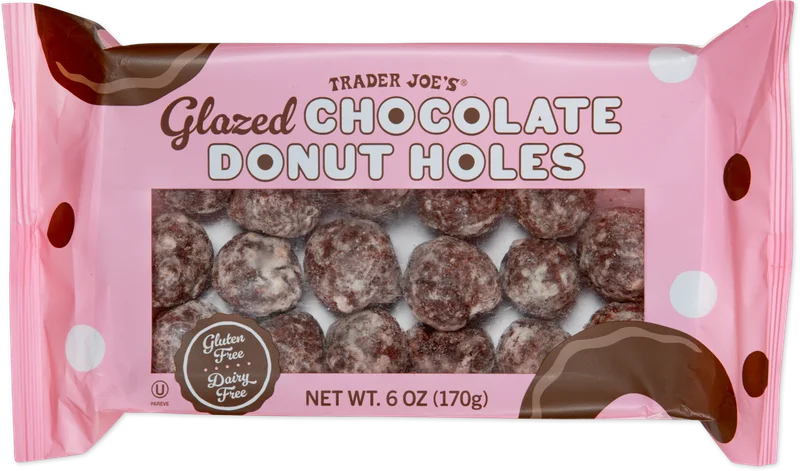 TRADER JOE'S®
Glazed CHOCOLATE
DONUT HOLES
Gluten
Free
Dairy
Free
U
PAREVE
NET WT. 6 OZ (170g)